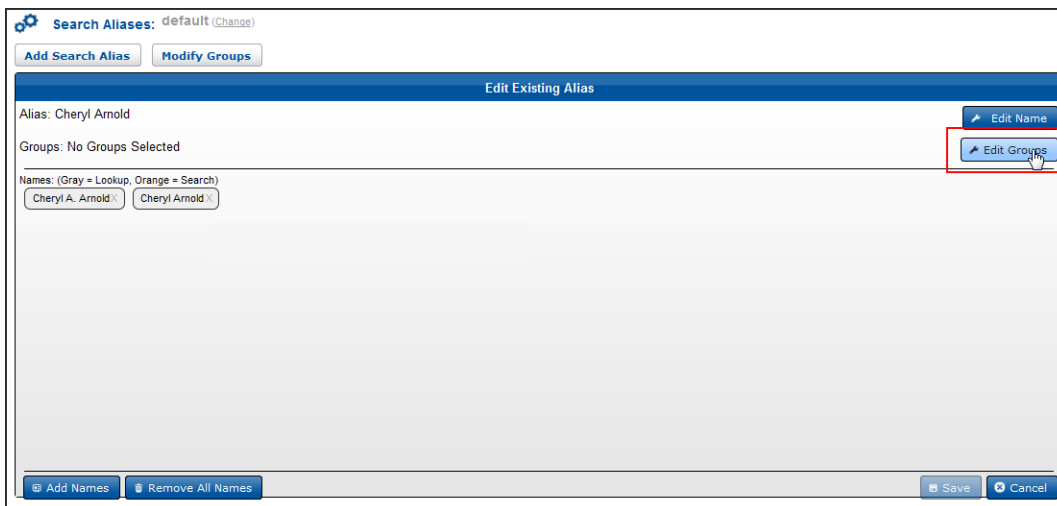 Search Aliases: default (Change)
Add Search Alias Modify Groups
Edit Existing Alias
Alias: Cheryl Arnold
Edit Name
Groups: No Groups Selected
Edit Groups
Names: (Gray = Lookup, Orange = Search)
Cheryl A. Arnold X Cheryl Arnold X
Add Names Remove All Names Save Cancel